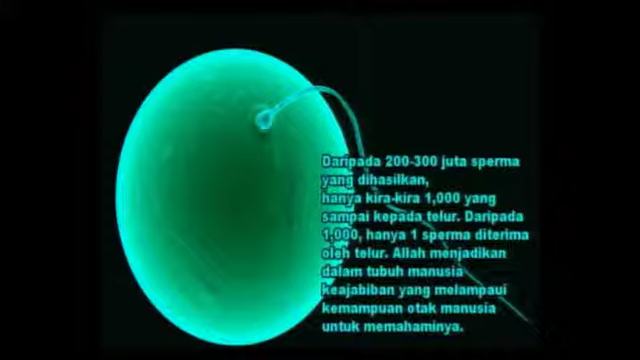 Daripada 200-300 juta sperma
yang dihasilkan,
hanya kira-kira 1,000 yang
sampai kepada telur. Daripada
1,000, hanya 1 sperma diterima
oleh telur. Allah menjadikan
dalam tubuh manusia
keajabiban yang melampaui
kemampuan otak manusia
untuk memahaminya.